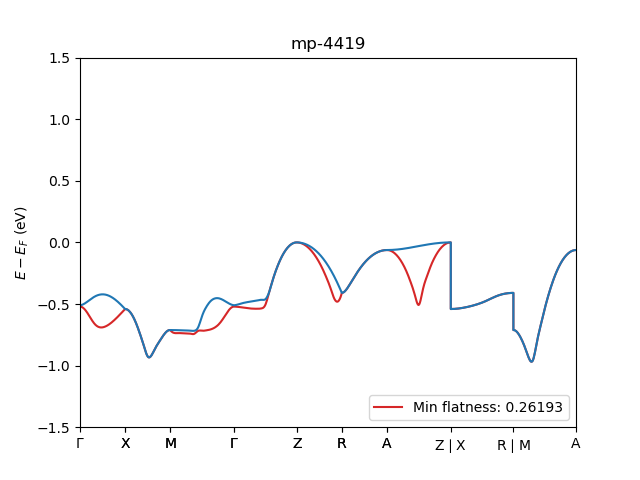 mp-4419
1.5
1.0
0.5
0.0
−0.5
−1.0
−1.5
E − E_F (eV)
Min flatness: 0.26193
Γ X M Γ Z R A Z | X R | M A